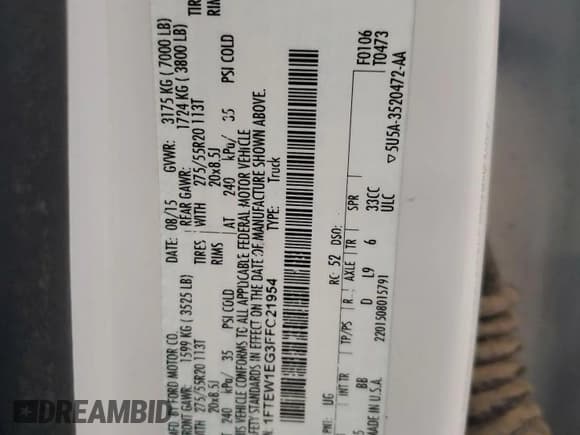 MFD. BY FORD MOTOR CO.
DATE: 08/15 GVWR: 3175 KG ( 7000 LB)
FRONT GAWR: 1599 KG ( 3525 LB) REAR GAWR: 1724 KG ( 3800 LB)
275/55R20 113T TIRES WITH 275/55R20 113T TIRES
20x8.5J RIMS 20x8.5J RIMS
AT 240 kPa/ 35 PSI COLD AT 240 kPa/ 35 PSI COLD
THIS VEHICLE CONFORMS TO ALL APPLICABLE FEDERAL MOTOR VEHICLE
SAFETY STANDARDS IN EFFECT ON THE DATE OF MANUFACTURE SHOWN ABOVE.
1FTEW1EG3FFC21954 TYPE: Truck
F0106
T0473
PNT: UG RC: 52 DSO:
INT TR TP/PS R AXLE TR SPR
BB D L9 6 33CC
ULC
MADE IN U.S.A. 2201508015791
▽5U5A-3520472-AA
DREAMBID